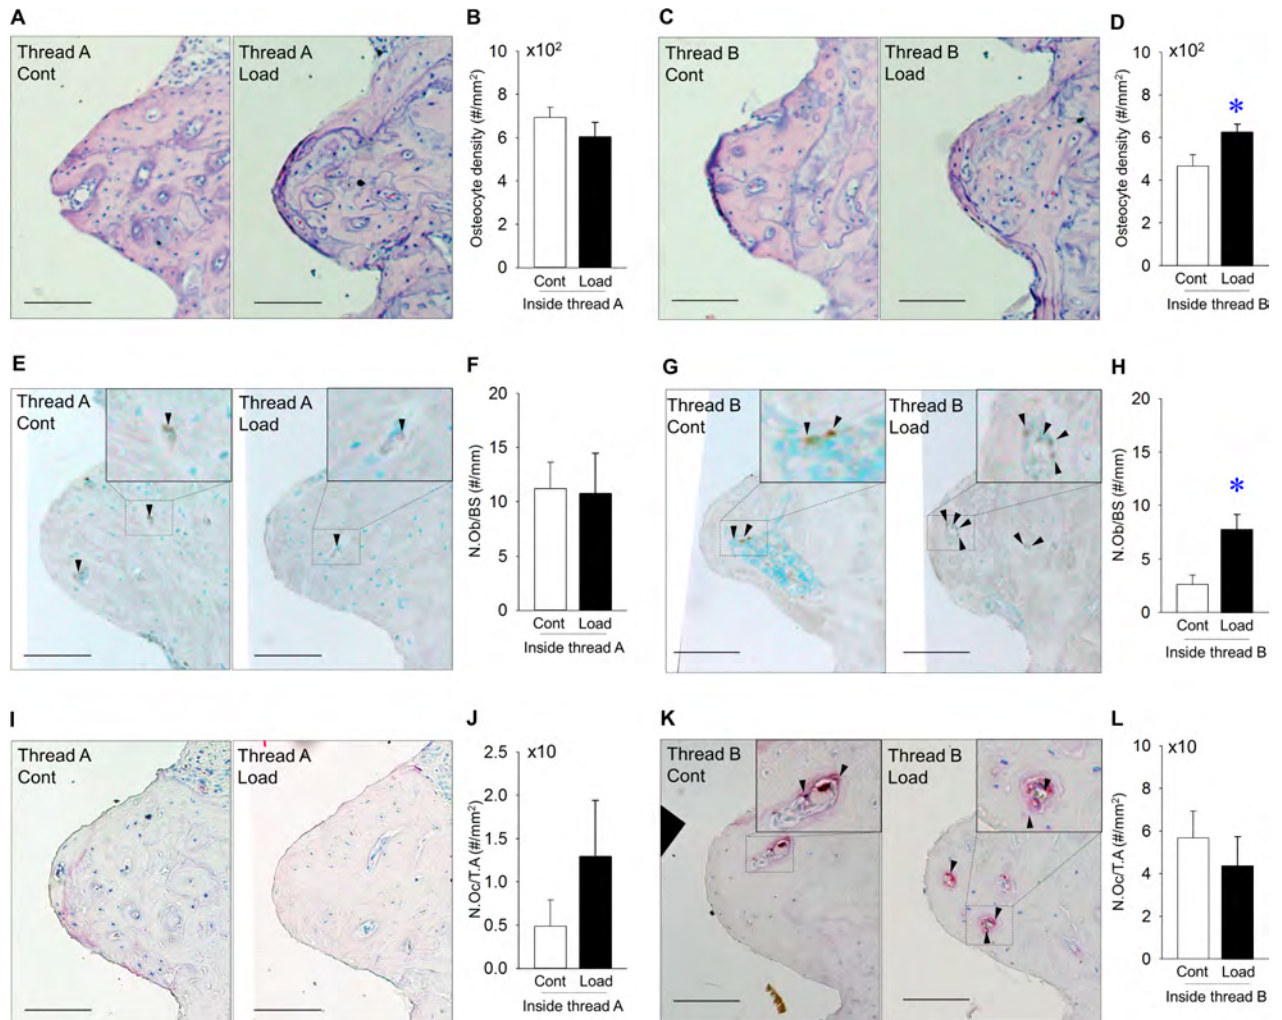 A
Thread A
Cont
Thread A
Load
B
x10²
Osteocyte density (#/mm²)
10
8
6
4
2
0
Cont Load
Inside thread A
C
Thread B
Cont
Thread B
Load
D
x10²
Osteocyte density (#/mm²)
10
8
6
4
2
0
*
Cont Load
Inside thread B
E
Thread A
Cont
Thread A
Load
F
N.Ob/BS (#/mm)
20
15
10
5
0
Cont Load
Inside thread A
G
Thread B
Cont
Thread B
Load
H
N.Ob/BS (#/mm)
20
15
10
5
0
*
Cont Load
Inside thread B
I
Thread A
Cont
Thread A
Load
J
x10
N.Oc/T.A (#/mm²)
2.5
2.0
1.5
1.0
0.5
0.0
Cont Load
Inside thread A
K
Thread B
Cont
Thread B
Load
L
x10
N.Oc/T.A (#/mm²)
10
8
6
4
2
0
Cont Load
Inside thread B